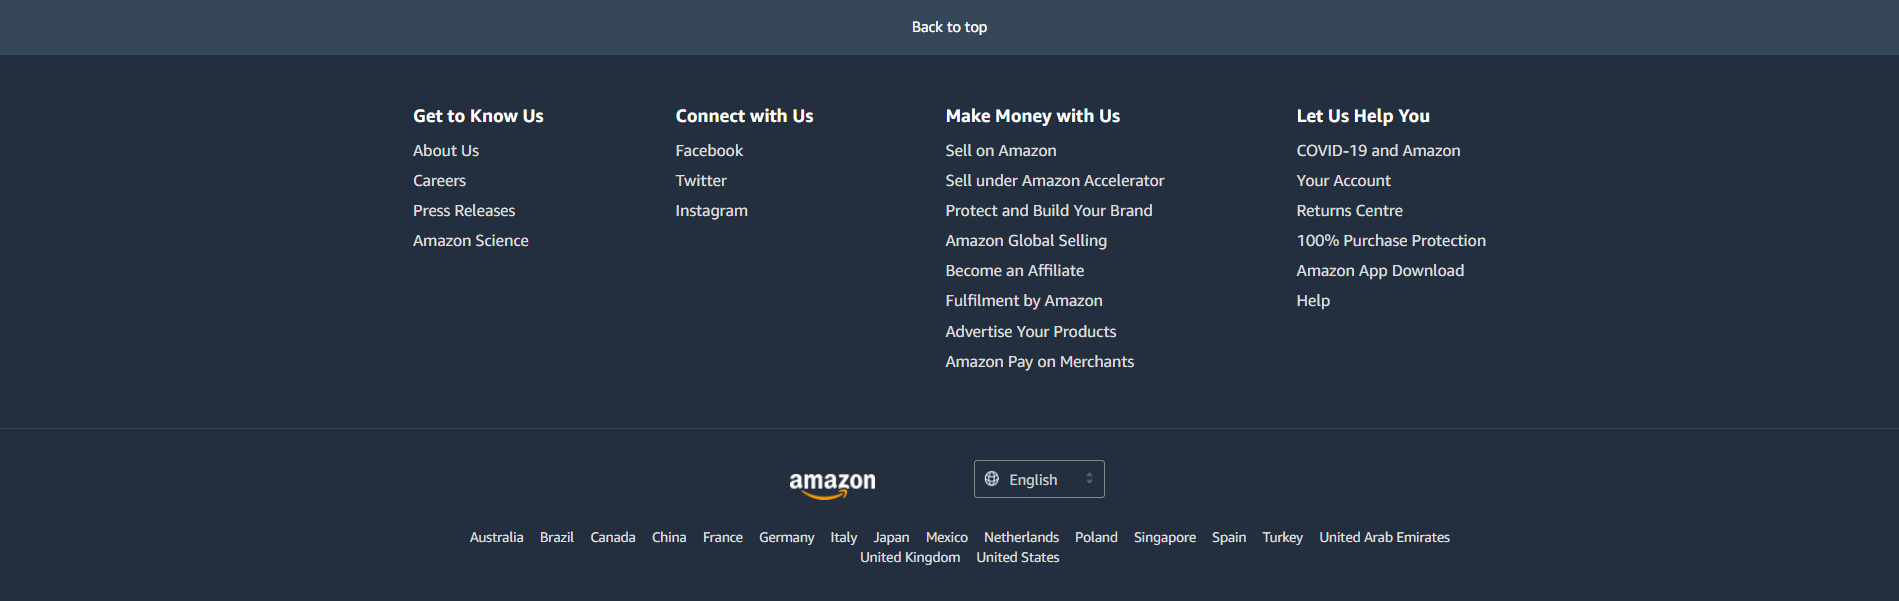 Back to top
Get to Know Us
About Us
Careers
Press Releases
Amazon Science
Connect with Us
Facebook
Twitter
Instagram
Make Money with Us
Sell on Amazon
Sell under Amazon Accelerator
Protect and Build Your Brand
Amazon Global Selling
Become an Affiliate
Fulfilment by Amazon
Advertise Your Products
Amazon Pay on Merchants
Let Us Help You
COVID-19 and Amazon
Your Account
Returns Centre
100% Purchase Protection
Amazon App Download
Help
amazon
English
Australia Brazil Canada China France Germany Italy Japan Mexico Netherlands Poland Singapore Spain Turkey United Arab Emirates
United Kingdom United States